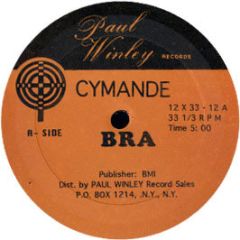 Paul
Winley
RECORDS
CYMANDE
12 X 33 - 12 A
33 1/3 R P M
Time 5: 00
A- SIDE
BRA
Publisher: BMI
Dist. by PAUL WINLEY Record Sales
P.O. BOX 1214, .N.Y., N.Y.